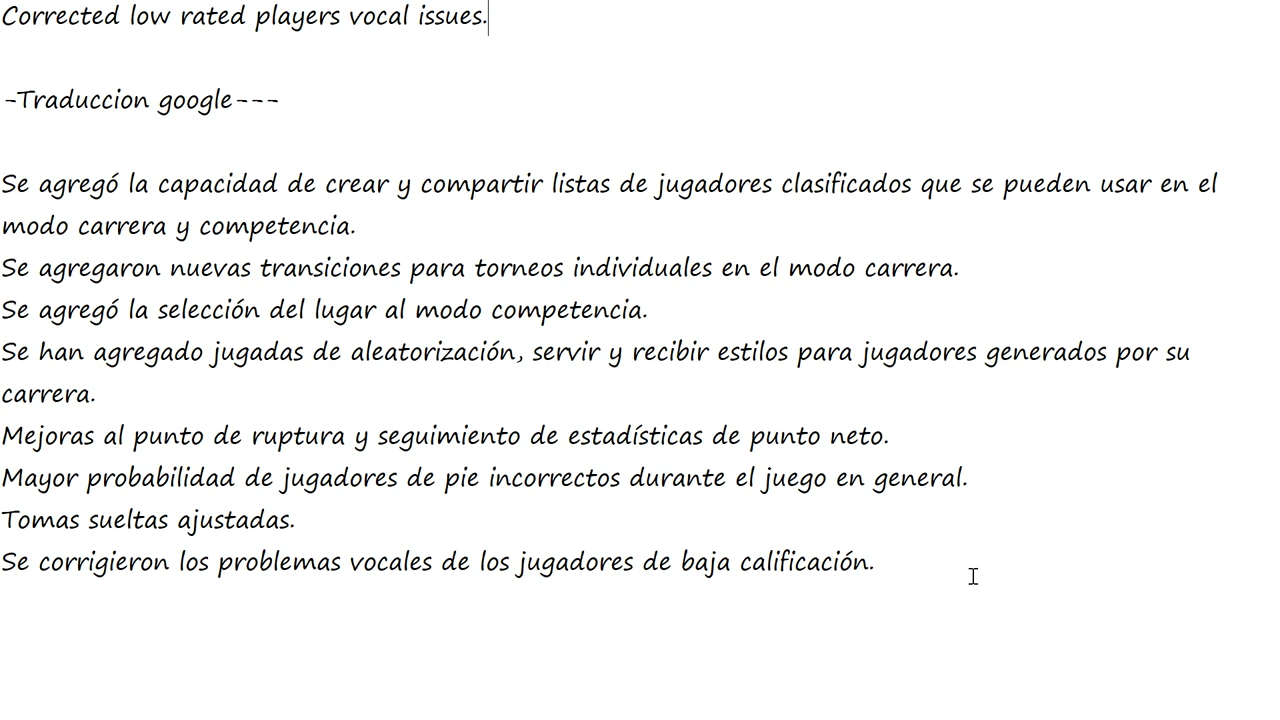 Corrected low rated players vocal issues.
-Traduccion google---
Se agregó la capacidad de crear y compartir listas de jugadores clasificados que se pueden usar en el
modo carrera y competencia.
Se agregaron nuevas transiciones para torneos individuales en el modo carrera.
Se agregó la selección del lugar al modo competencia.
Se han agregado jugadas de aleatorización, servir y recibir estilos para jugadores generados por su
carrera.
Mejoras al punto de ruptura y seguimiento de estadísticas de punto neto.
Mayor probabilidad de jugadores de pie incorrectos durante el juego en general.
Tomas sueltas ajustadas.
Se corrigieron los problemas vocales de los jugadores de baja calificación.